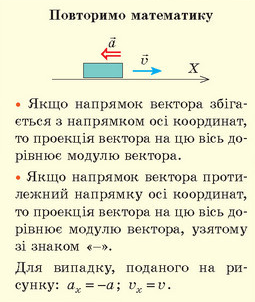 Повторимо математику
a⃗
v⃗
X
• Якщо напрямок вектора збіга-
ється з напрямком осі координат,
то проекція вектора на цю вісь до-
рівнює модулю вектора.
• Якщо напрямок вектора проти-
лежний напрямку осі координат,
то проекція вектора на цю вісь до-
рівнює модулю вектора, узятому
зі знаком «–».
Для випадку, поданого на ри-
сунку: aₓ = –a; vₓ = v.